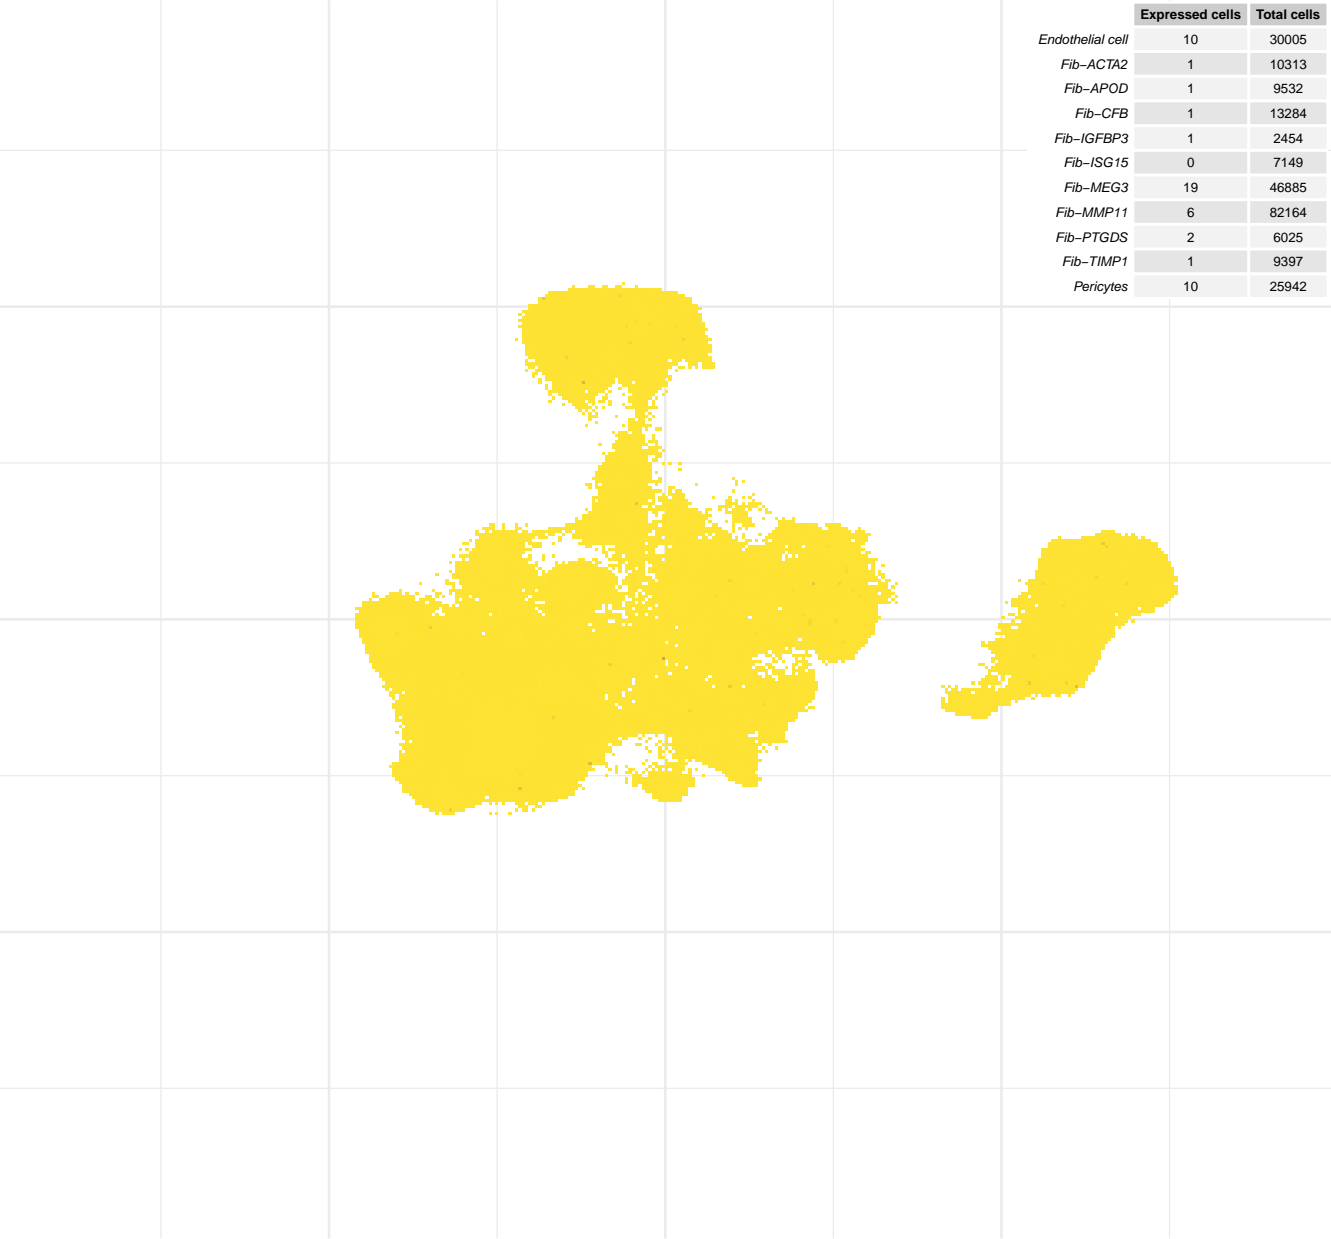 Expressed cells Total cells
Endothelial cell 10 30005
Fib−ACTA2 1 10313
Fib−APOD 1 9532
Fib−CFB 1 13284
Fib−IGFBP3 1 2454
Fib−ISG15 0 7149
Fib−MEG3 19 46885
Fib−MMP11 6 82164
Fib−PTGDS 2 6025
Fib−TIMP1 1 9397
Pericytes 10 25942